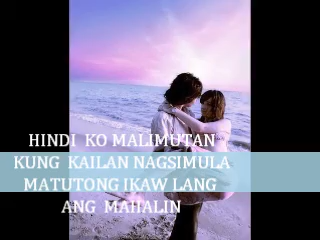 HINDI KO MALIMUTAN
KUNG KAILAN NAGSIMULA
MATUTONG IKAW LANG
ANG MAHALIN